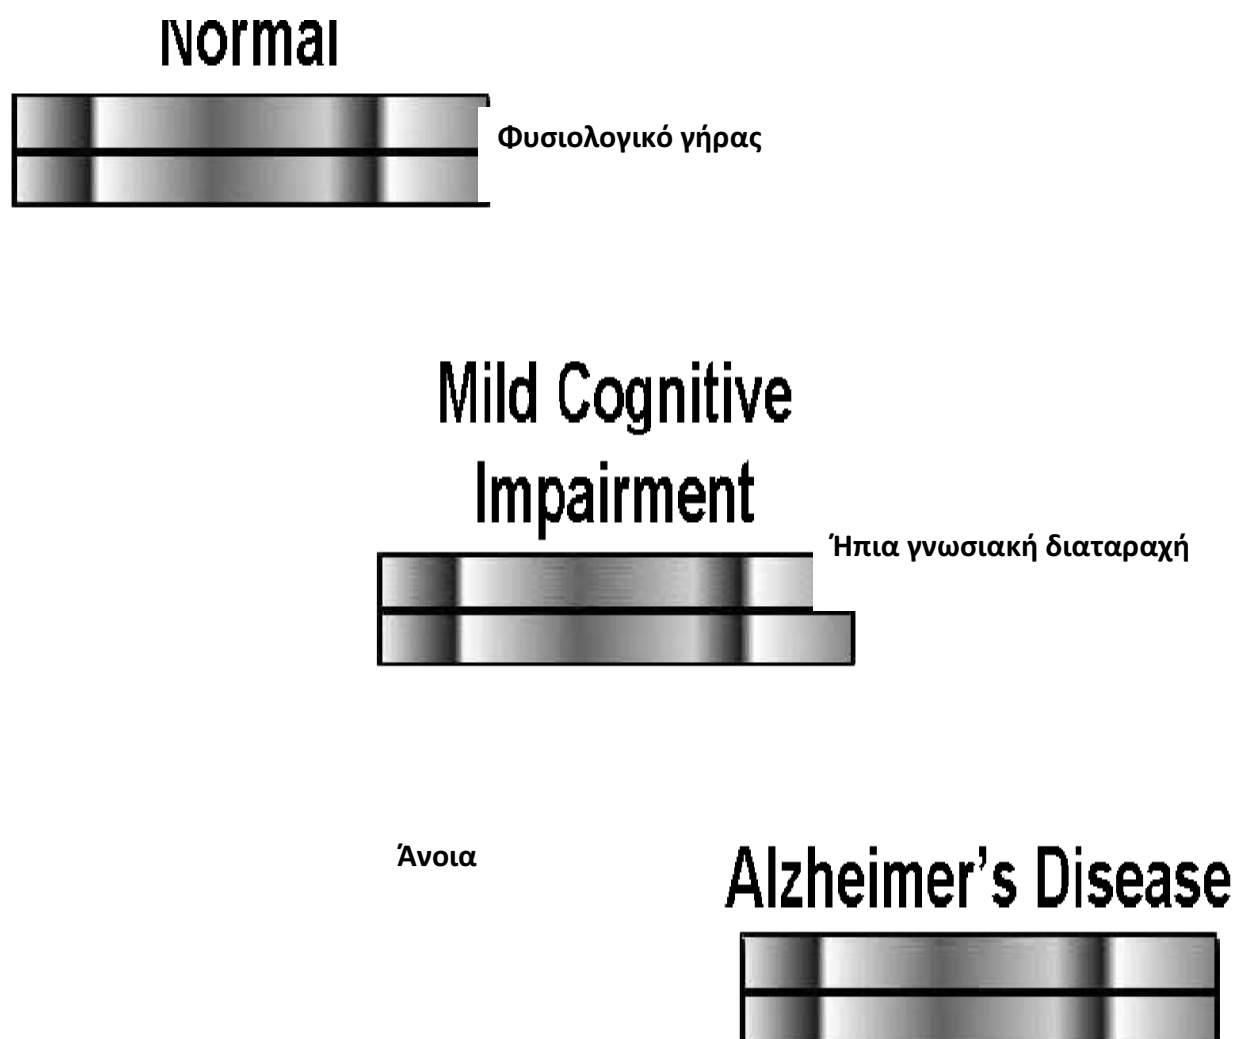 Normal
Φυσιολογικό γήρας
Mild Cognitive
Impairment
Ήπια γνωσιακή διαταραχή
Άνοια
Alzheimer's Disease